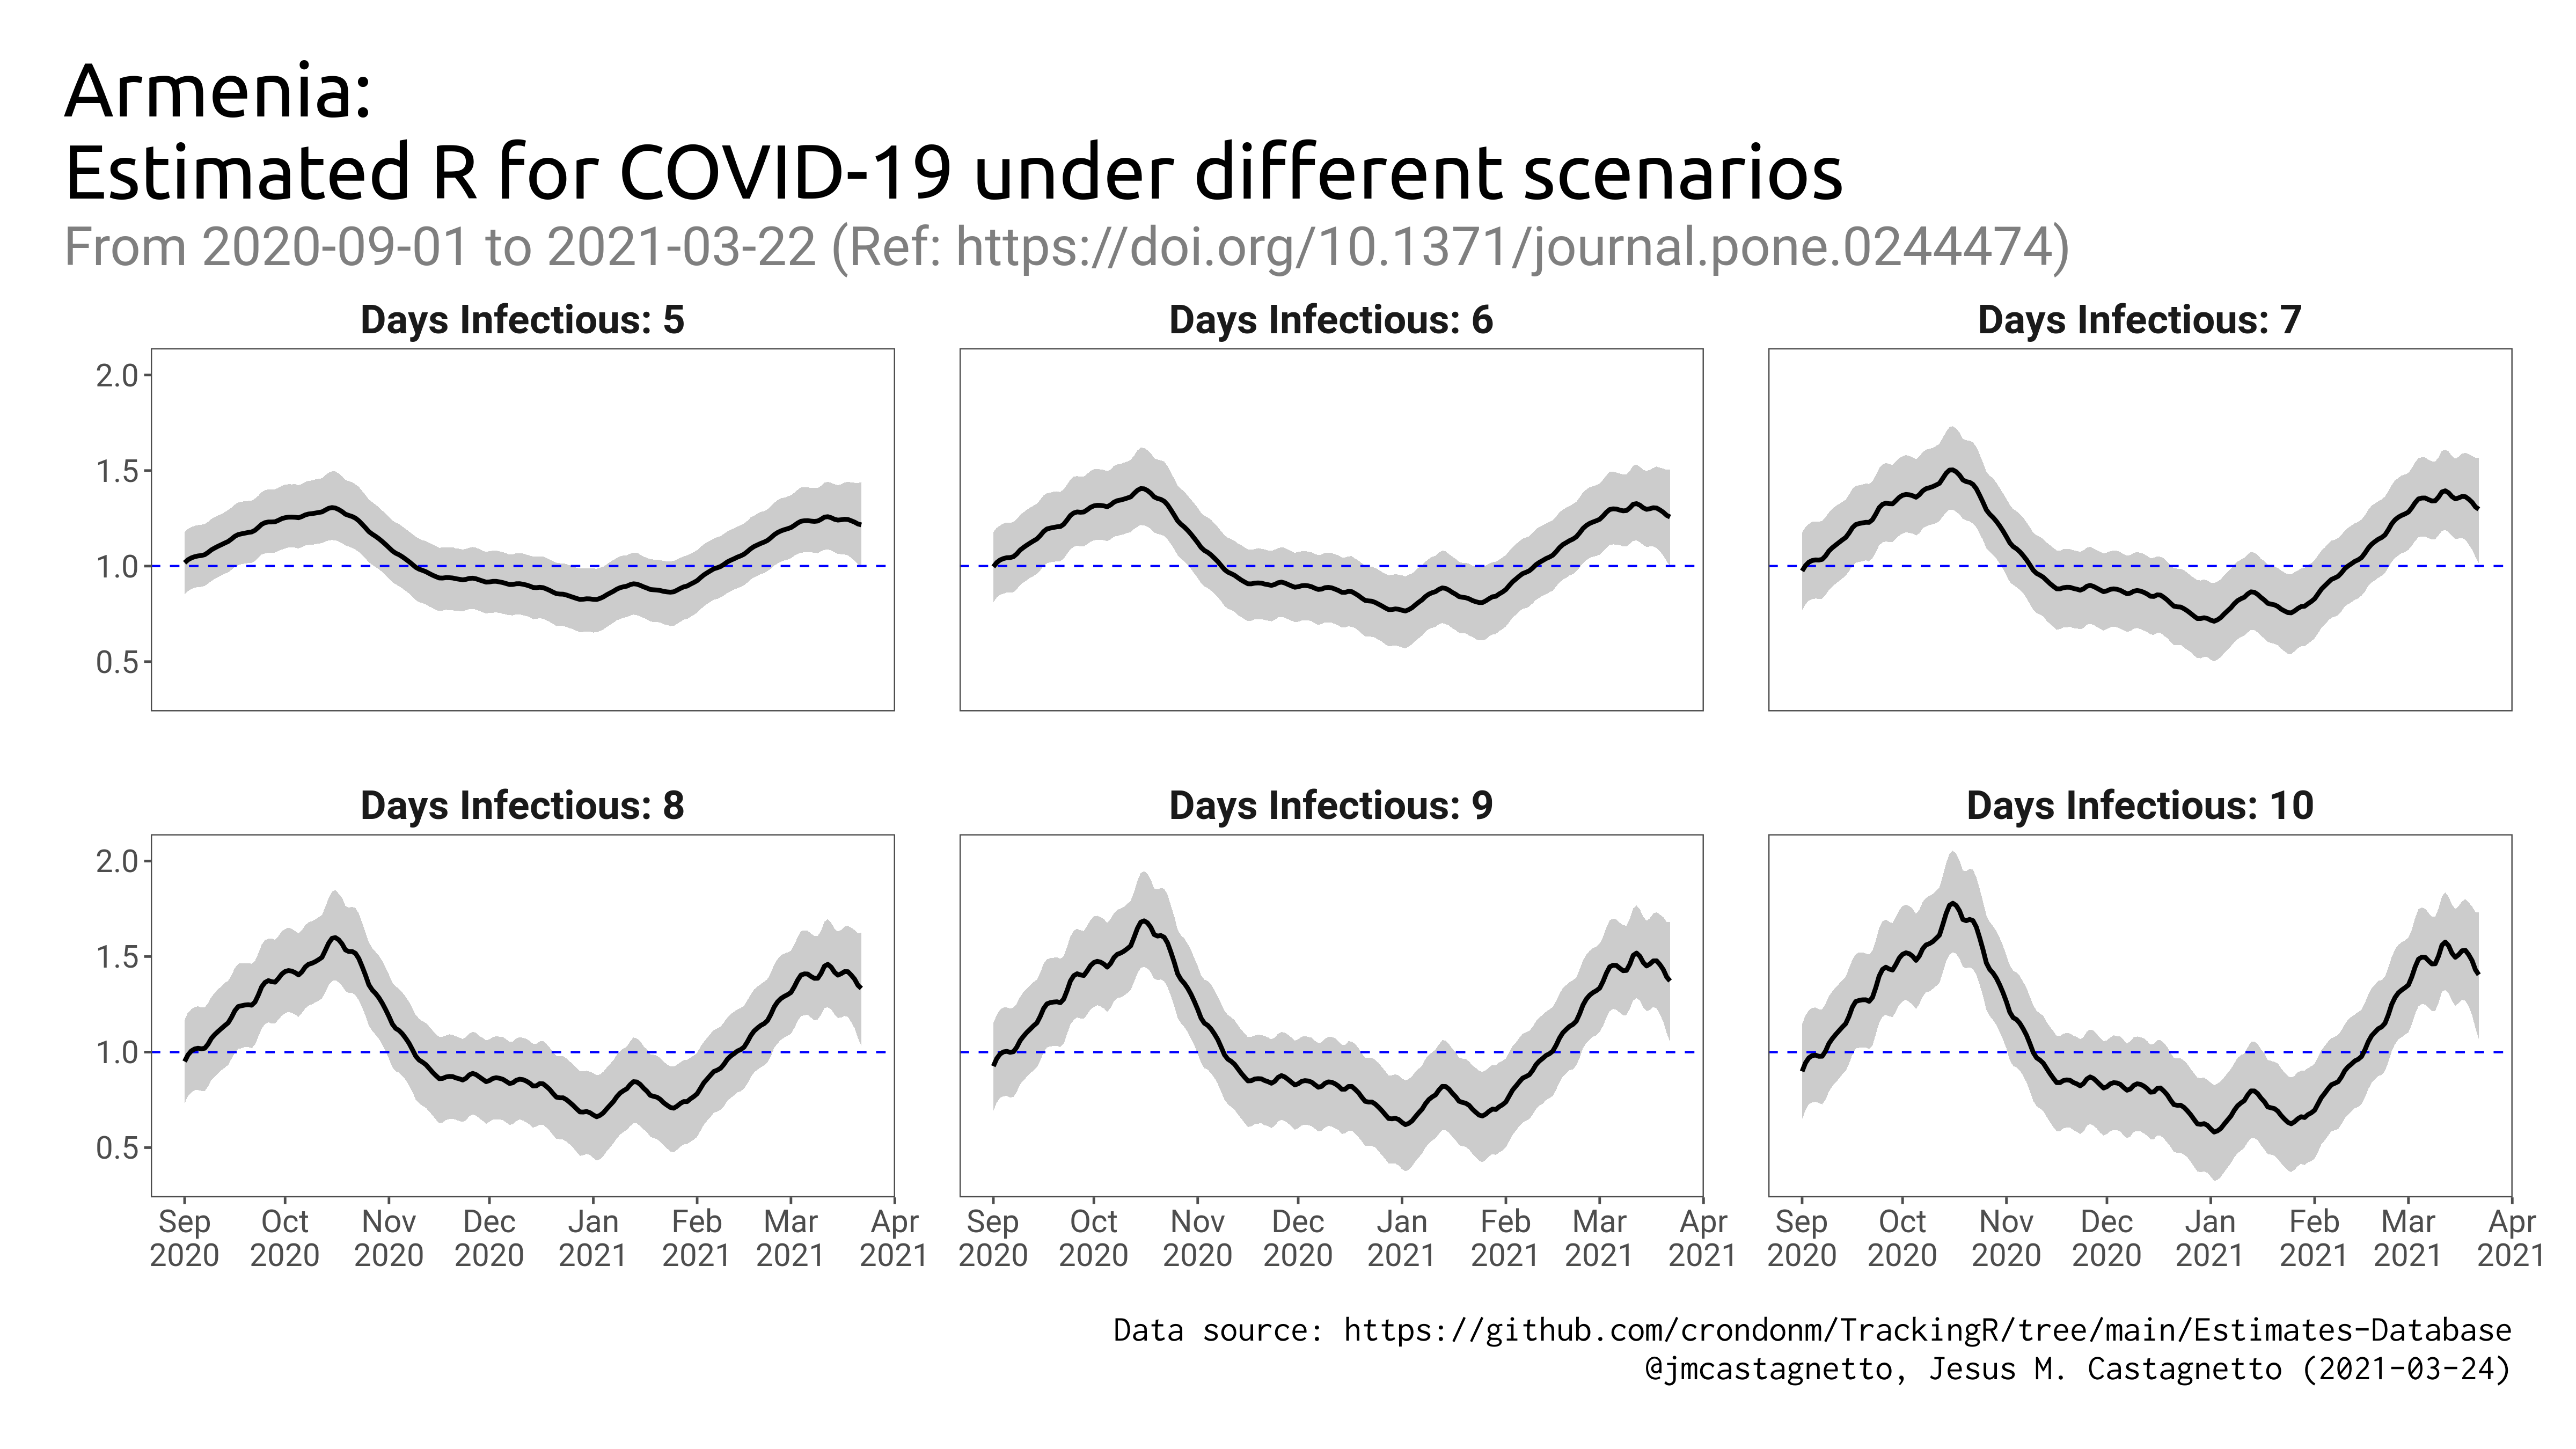 Armenia:
Estimated R for COVID-19 under different scenarios
From 2020-09-01 to 2021-03-22 (Ref: https://doi.org/10.1371/journal.pone.0244474)
Days Infectious: 5
Days Infectious: 6
Days Infectious: 7
2.0
1.5
1.0
0.5
Days Infectious: 8
Days Infectious: 9
Days Infectious: 10
2.0
1.5
1.0
0.5
Sep Oct Nov Dec Jan Feb Mar Apr
2020 2020 2020 2020 2021 2021 2021 2021
Sep Oct Nov Dec Jan Feb Mar Apr
2020 2020 2020 2020 2021 2021 2021 2021
Sep Oct Nov Dec Jan Feb Mar Apr
2020 2020 2020 2020 2021 2021 2021 2021
Data source: https://github.com/crondonm/TrackingR/tree/main/Estimates-Database
@jmcastagnetto, Jesus M. Castagnetto (2021-03-24)